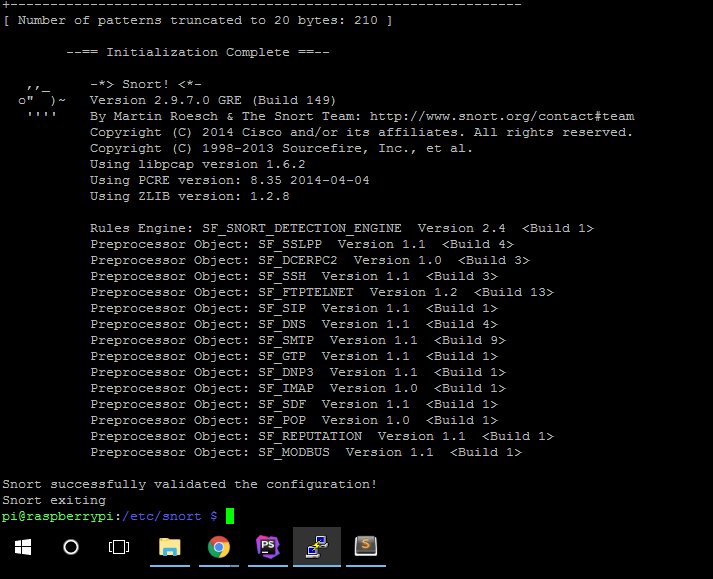 +----------------------------------------------------------------
[ Number of patterns truncated to 20 bytes: 210 ]
--== Initialization Complete ==--
,,_ -*> Snort! <*-
o" )~ Version 2.9.7.0 GRE (Build 149)
'''' By Martin Roesch & The Snort Team: http://www.snort.org/contact#team
Copyright (C) 2014 Cisco and/or its affiliates. All rights reserved.
Copyright (C) 1998-2013 Sourcefire, Inc., et al.
Using libpcap version 1.6.2
Using PCRE version: 8.35 2014-04-04
Using ZLIB version: 1.2.8
Rules Engine: SF_SNORT_DETECTION_ENGINE Version 2.4 <Build 1>
Preprocessor Object: SF_SSLPP Version 1.1 <Build 4>
Preprocessor Object: SF_DCERPC2 Version 1.0 <Build 3>
Preprocessor Object: SF_SSH Version 1.1 <Build 3>
Preprocessor Object: SF_FTPTELNET Version 1.2 <Build 13>
Preprocessor Object: SF_SIP Version 1.1 <Build 1>
Preprocessor Object: SF_DNS Version 1.1 <Build 4>
Preprocessor Object: SF_SMTP Version 1.1 <Build 9>
Preprocessor Object: SF_GTP Version 1.1 <Build 1>
Preprocessor Object: SF_DNP3 Version 1.1 <Build 1>
Preprocessor Object: SF_IMAP Version 1.0 <Build 1>
Preprocessor Object: SF_SDF Version 1.1 <Build 1>
Preprocessor Object: SF_POP Version 1.0 <Build 1>
Preprocessor Object: SF_REPUTATION Version 1.1 <Build 1>
Preprocessor Object: SF_MODBUS Version 1.1 <Build 1>
Snort successfully validated the configuration!
Snort exiting
pi@raspberrypi:/etc/snort $
PS
S